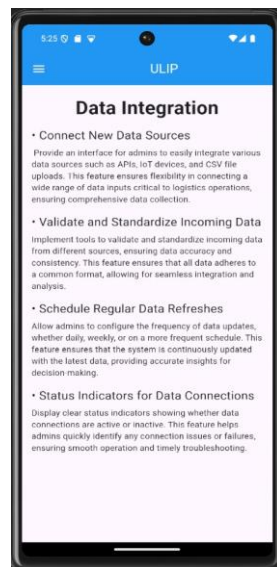 5:25
ULIP
Data Integration
• Connect New Data Sources
Provide an interface for admins to easily integrate various
data sources such as APIs, IoT devices, and CSV file
uploads. This feature ensures flexibility in connecting a
wide range of data inputs critical to logistics operations,
ensuring comprehensive data collection.
• Validate and Standardize Incoming Data
Implement tools to validate and standardize incoming data
from different sources, ensuring data accuracy and
consistency. This feature ensures that all data adheres to
a common format, allowing for seamless integration and
analysis.
• Schedule Regular Data Refreshes
Allow admins to configure the frequency of data updates,
whether daily, weekly, or on a more frequent schedule. This
feature ensures that the system is continuously updated
with the latest data, providing accurate insights for
decision-making.
• Status Indicators for Data Connections
Display clear status indicators showing whether data
connections are active or inactive. This feature helps
admins quickly identify any connection issues or failures,
ensuring smooth operation and timely troubleshooting.